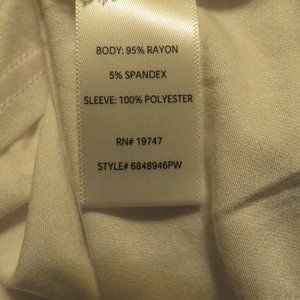 BODY: 95% RAYON
5% SPANDEX
SLEEVE: 100% POLYESTER
RN# 19747
STYLE# 6848946PW